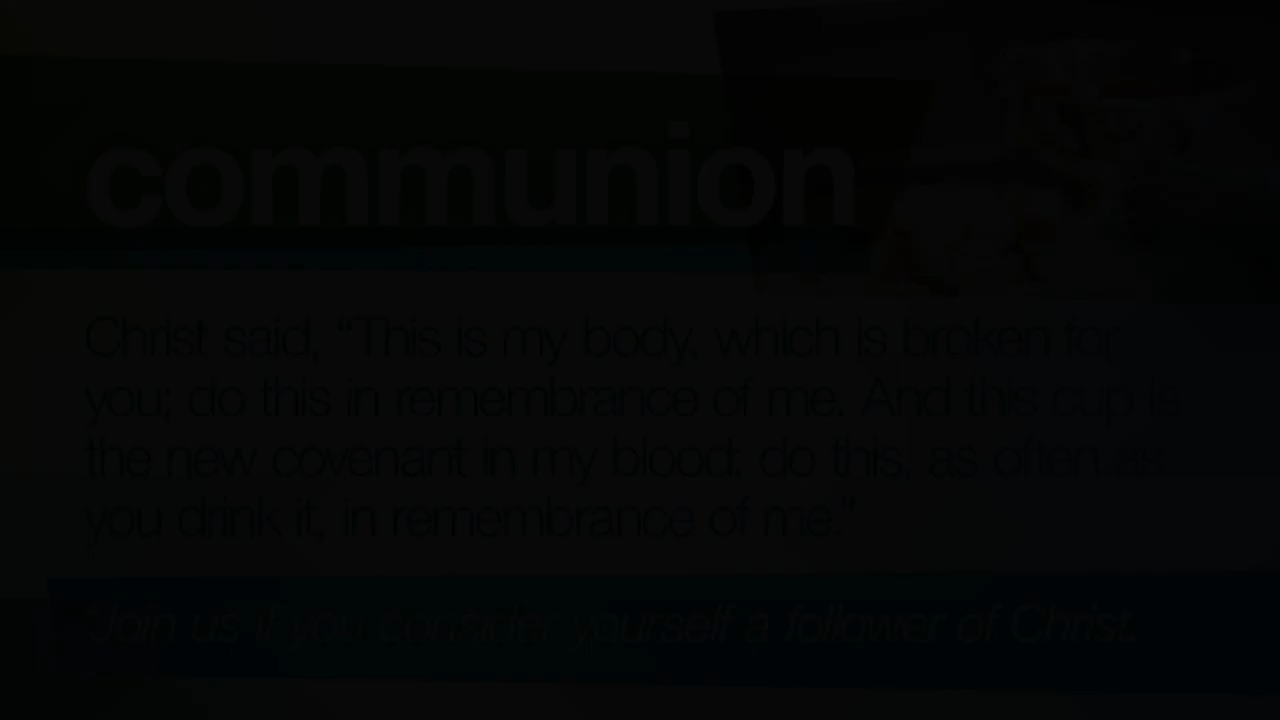 communion
Christ said, "This is my body, which is broken for
you; do this in remembrance of me. And this cup is
the new covenant in my blood; do this, as often as
you drink it, in remembrance of me."
*Join us if you consider yourself a follower of Christ.